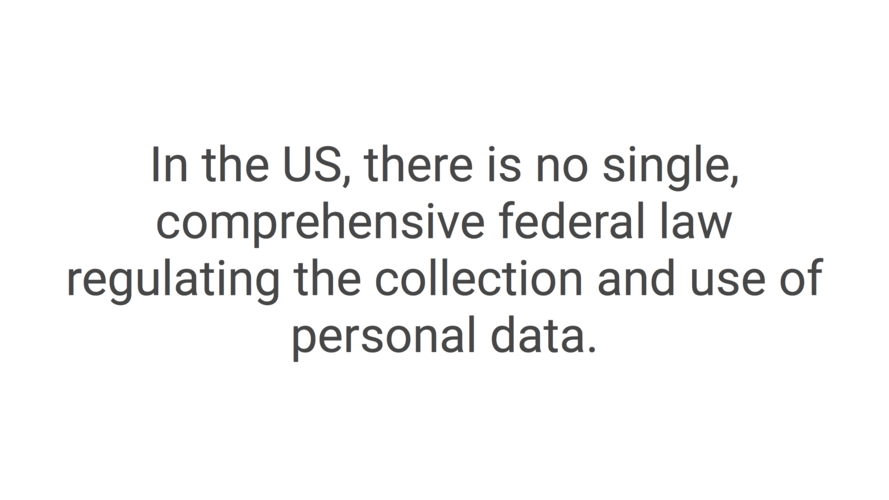 In the US, there is no single,
comprehensive federal law
regulating the collection and use of
personal data.